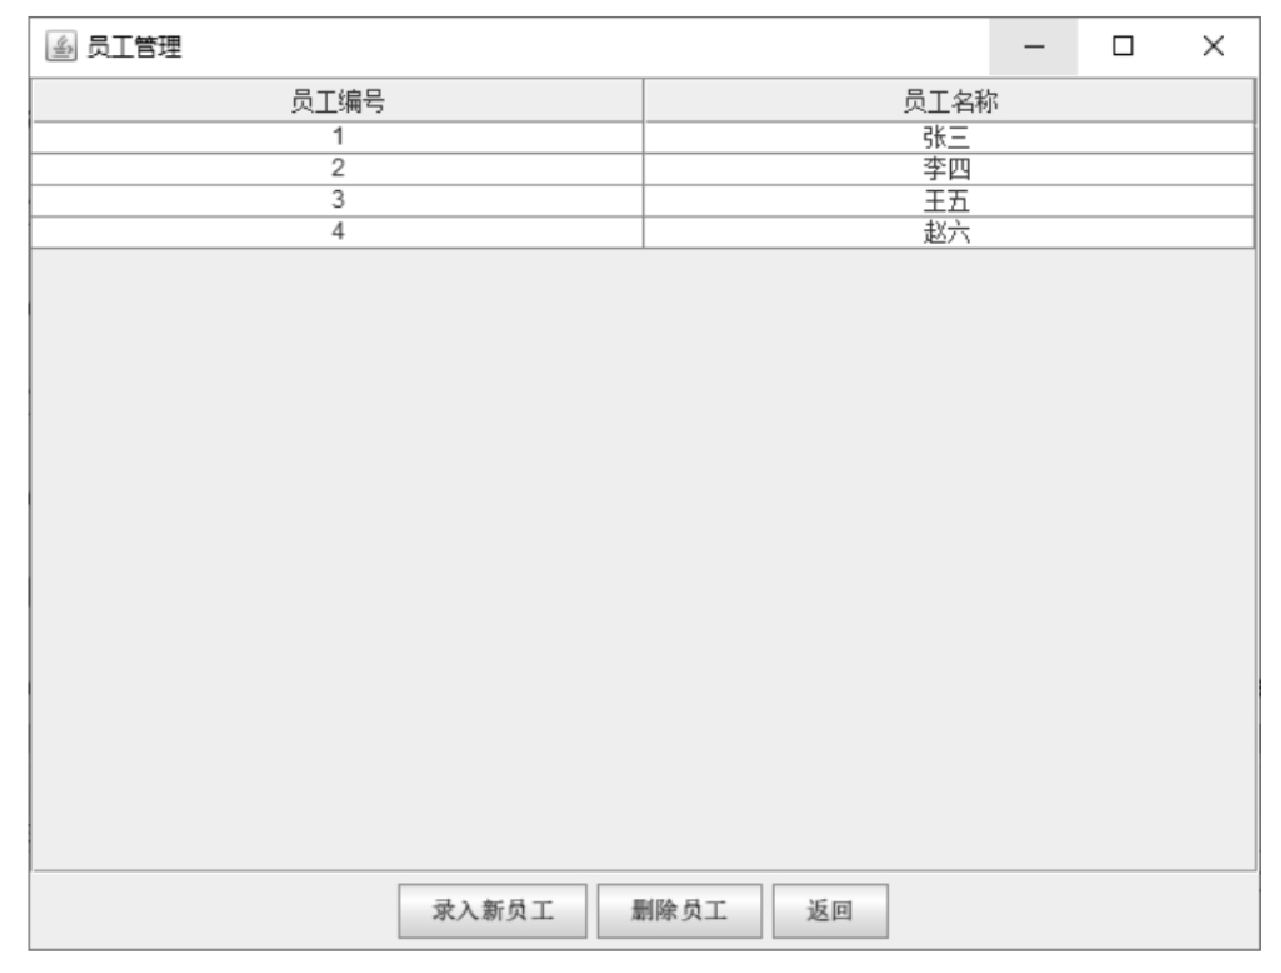 员工管理
员工编号 员工名称
1 张三
2 李四
3 王五
4 赵六
录入新员工 删除员工 返回